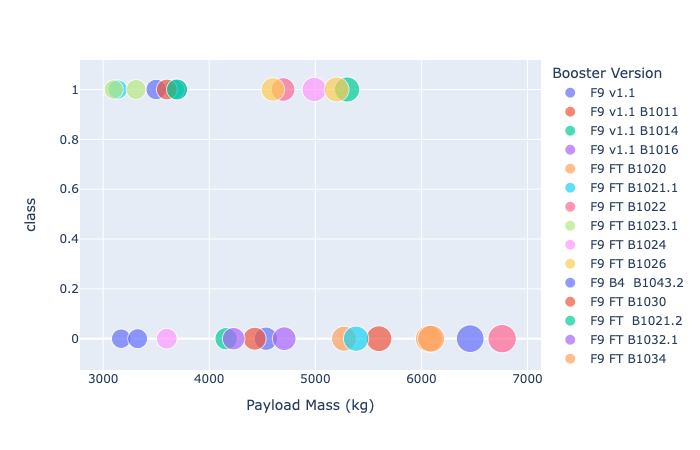 Booster Version
F9 v1.1
F9 v1.1 B1011
F9 v1.1 B1014
F9 v1.1 B1016
F9 FT B1020
F9 FT B1021.1
F9 FT B1022
F9 FT B1023.1
F9 FT B1024
F9 FT B1026
F9 B4  B1043.2
F9 FT B1030
F9 FT  B1021.2
F9 FT B1032.1
F9 FT B1034
1
0.8
0.6
0.4
0.2
0
class
3000 4000 5000 6000 7000
Payload Mass (kg)